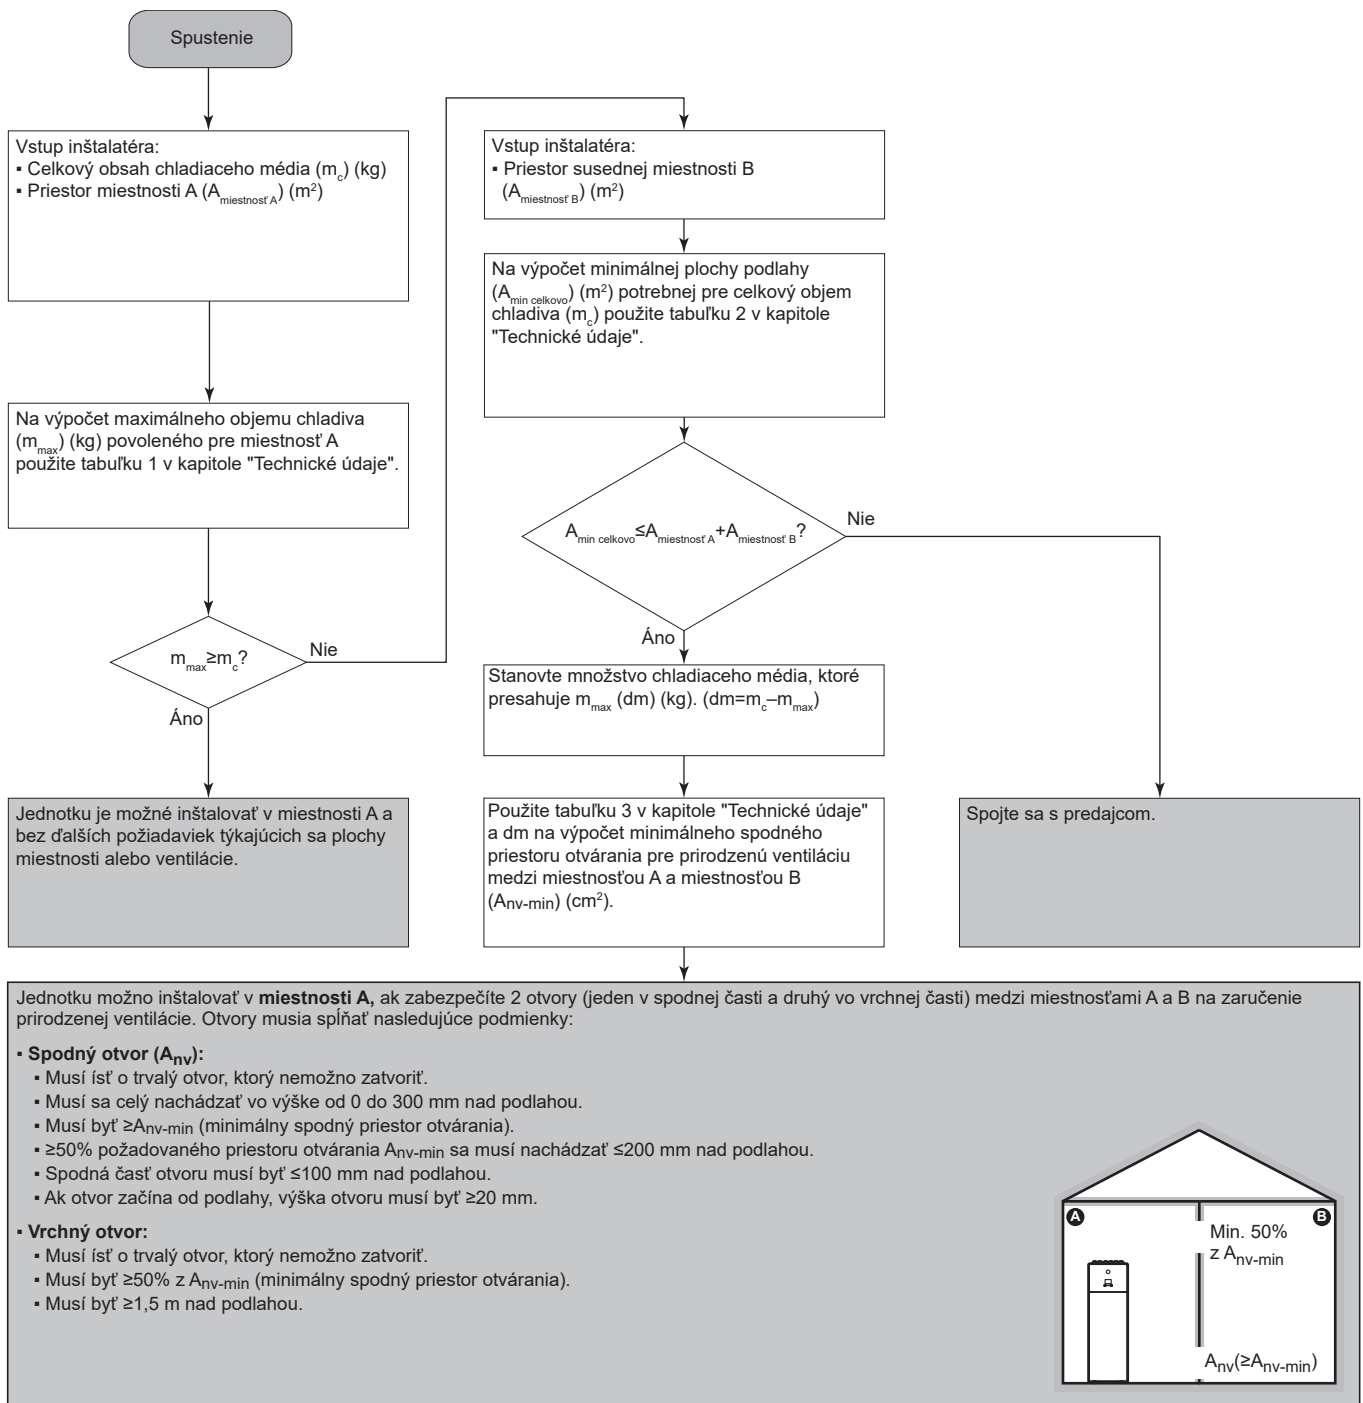 Spustenie
Vstup inštalatéra:
▪ Celkový obsah chladiaceho média (mc) (kg)
▪ Priestor miestnosti A (Amiestnosť A) (m²)
Na výpočet maximálneho objemu chladiva
(mmax) (kg) povoleného pre miestnosť A
použite tabuľku 1 v kapitole "Technické údaje".
mmax≥mc?
Nie
Áno
Jednotku je možné inštalovať v miestnosti A a
bez ďalších požiadaviek týkajúcich sa plochy
miestnosti alebo ventilácie.
Vstup inštalatéra:
▪ Priestor susednej miestnosti B
(Amiestnosť B) (m²)
Na výpočet minimálnej plochy podlahy
(Amin celkovo) (m²) potrebnej pre celkový objem
chladiva (mc) použite tabuľku 2 v kapitole
"Technické údaje".
Amin celkovo≤Amiestnosť A+Amiestnosť B?
Nie
Áno
Stanovte množstvo chladiaceho média, ktoré
presahuje mmax (dm) (kg). (dm=mc–mmax)
Použite tabuľku 3 v kapitole "Technické údaje"
a dm na výpočet minimálneho spodného
priestoru otvárania pre prirodzenú ventiláciu
medzi miestnosťou A a miestnosťou B
(Anv-min) (cm²).
Spojte sa s predajcom.
Jednotku možno inštalovať v miestnosti A, ak zabezpečíte 2 otvory (jeden v spodnej časti a druhý vo vrchnej časti) medzi miestnosťami A a B na zaručenie
prirodzenej ventilácie. Otvory musia spĺňať nasledujúce podmienky:
▪ Spodný otvor (Anv):
▪ Musí ísť o trvalý otvor, ktorý nemožno zatvoriť.
▪ Musí sa celý nachádzať vo výške od 0 do 300 mm nad podlahou.
▪ Musí byť ≥Anv-min (minimálny spodný priestor otvárania).
▪ ≥50% požadovaného priestoru otvárania Anv-min sa musí nachádzať ≤200 mm nad podlahou.
▪ Spodná časť otvoru musí byť ≤100 mm nad podlahou.
▪ Ak otvor začína od podlahy, výška otvoru musí byť ≥20 mm.
▪ Vrchný otvor:
▪ Musí ísť o trvalý otvor, ktorý nemožno zatvoriť.
▪ Musí byť ≥50% z Anv-min (minimálny spodný priestor otvárania).
▪ Musí byť ≥1,5 m nad podlahou.
A
B
Min. 50%
z Anv-min
Anv(≥Anv-min)